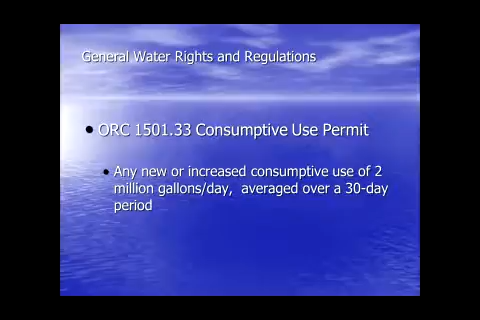 General Water Rights and Regulations
• ORC 1501.33 Consumptive Use Permit
• Any new or increased consumptive use of 2
million gallons/day, averaged over a 30-day
period